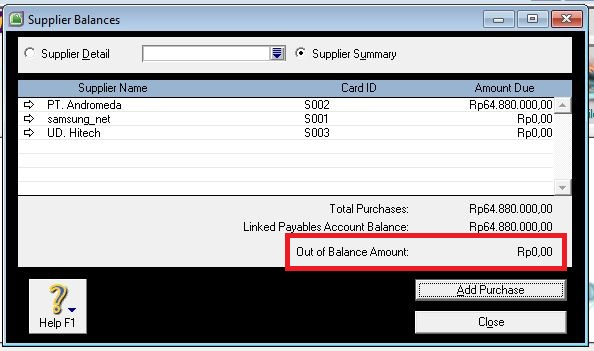 Supplier Balances
Supplier Detail Supplier Summary
Supplier Name Card ID Amount Due
PT. Andromeda S002 Rp64.880.000,00
samsung_net S001 Rp0,00
UD. Hitech S003 Rp0,00
Total Purchases: Rp64.880.000,00
Linked Payables Account Balance: Rp64.880.000,00
Out of Balance Amount: Rp0,00
Add Purchase
Help F1
Close